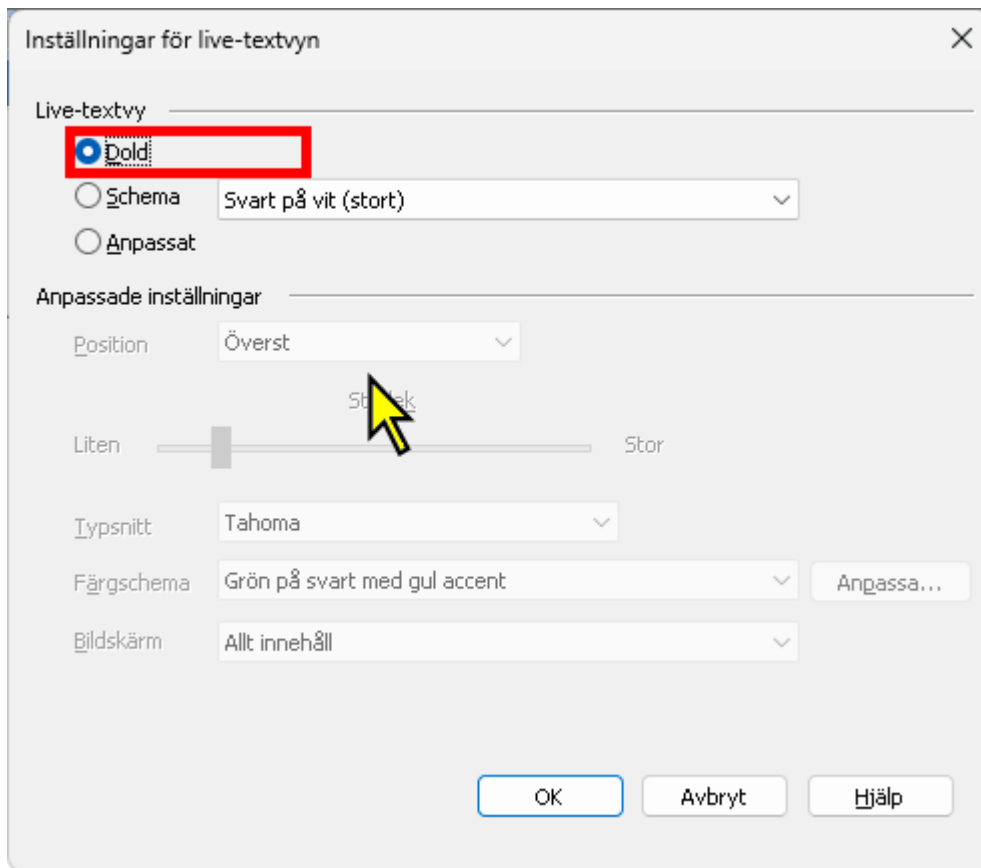 Inställningar för live-textvyn
Live-textvy
Dold
Schema
Svart på vit (stort)
Anpassat
Anpassade inställningar
Position
Överst
Liten
Stor
Typsnitt
Tahoma
Färgschema
Grön på svart med gul accent
Anpassa...
Bildskärm
Allt innehåll
OK
Avbryt
Hjälp